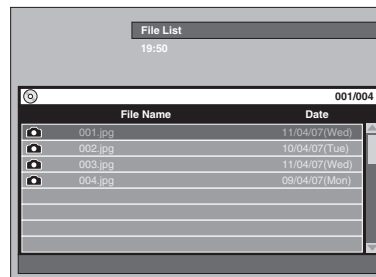 File List
19:50
001/004
File Name Date
001.jpg 11/04/07(Wed)
002.jpg 10/04/07(Tue)
003.jpg 11/04/07(Wed)
004.jpg 09/04/07(Mon)